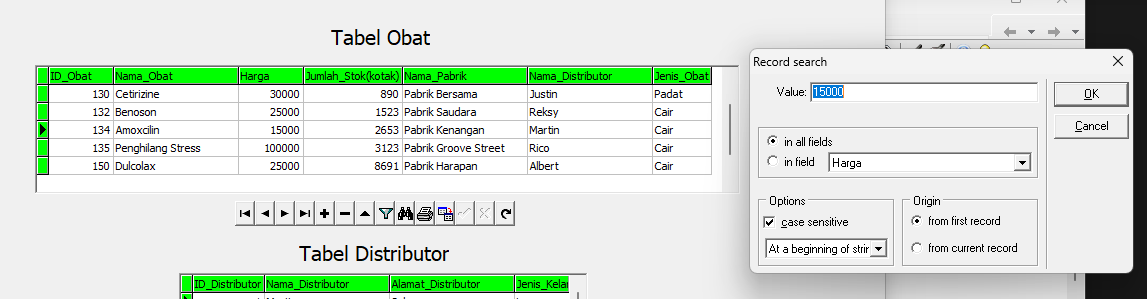 Tabel Obat
ID_Obat Nama_Obat Harga Jumlah_Stok(kotak) Nama_Pabrik Nama_Distributor Jenis_Obat
130 Cetirizine 30000 890 Pabrik Bersama Justin Padat
132 Benoson 25000 1523 Pabrik Saudara Reksy Cair
134 Amoxcilin 15000 2653 Pabrik Kenangan Martin Cair
135 Penghilang Stress 100000 3123 Pabrik Groove Street Rico Cair
150 Dulcolax 25000 8691 Pabrik Harapan Albert Cair
Tabel Distributor
ID_Distributor Nama_Distributor Alamat_Distributor Jenis_Kelar
Record search
Value: 15000
OK
Cancel
in all fields
in field Harga
Options
case sensitive
At a beginning of strir
Origin
from first record
from current record